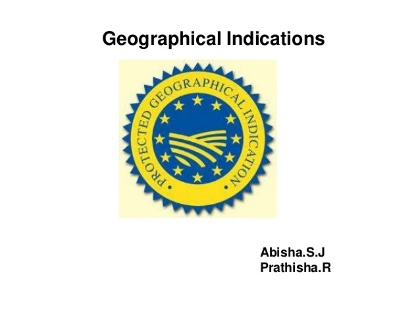 Geographical Indications
PROTECTED GEOGRAPHICAL INDICATION
Abisha.S.J
Prathisha.R